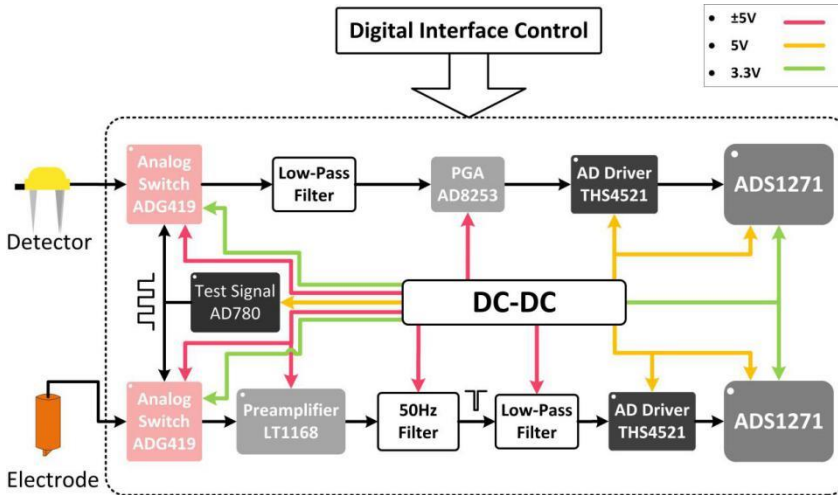 Digital Interface Control
• ±5V
• 5V
• 3.3V
Detector
Analog
Switch
ADG419
Low-Pass
Filter
PGA
AD8253
AD Driver
THS4521
ADS1271
Test Signal
AD780
DC-DC
Electrode
Analog
Switch
ADG419
Preamplifier
LT1168
50Hz
Filter
Low-Pass
Filter
AD Driver
THS4521
ADS1271